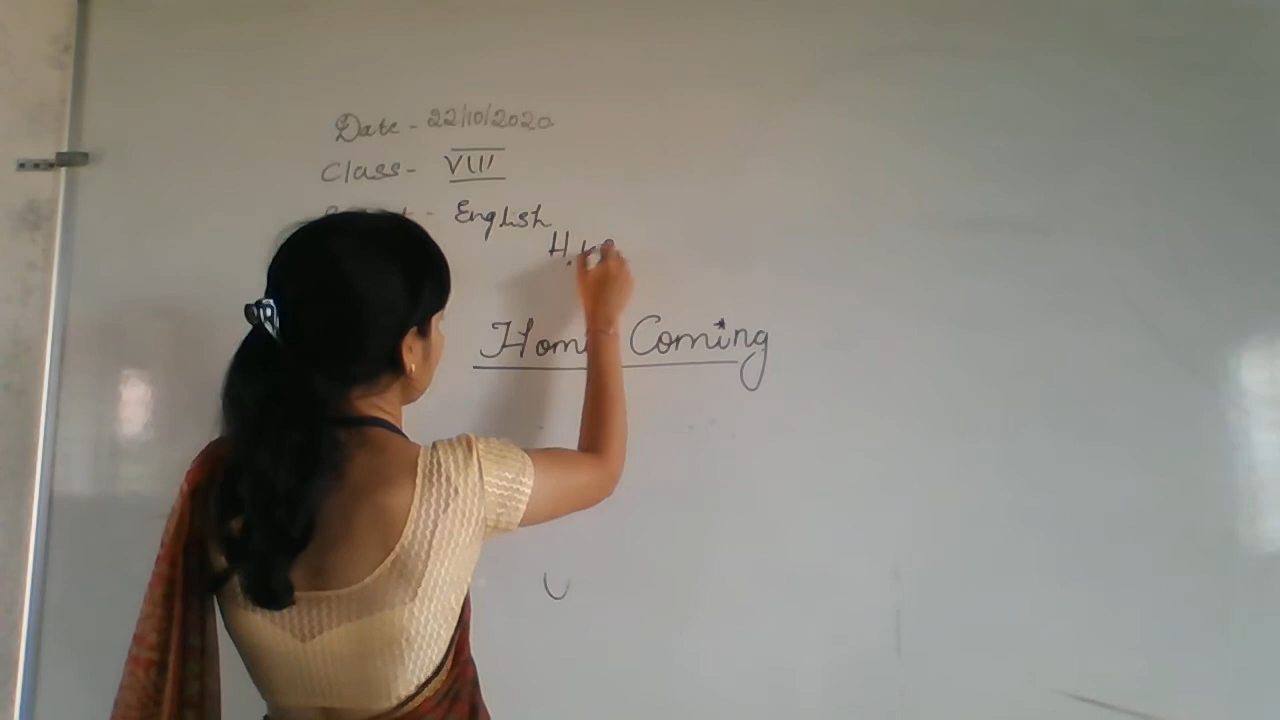 Date - 22/10/2020
Class - VIII
- English
H.
Home Coming